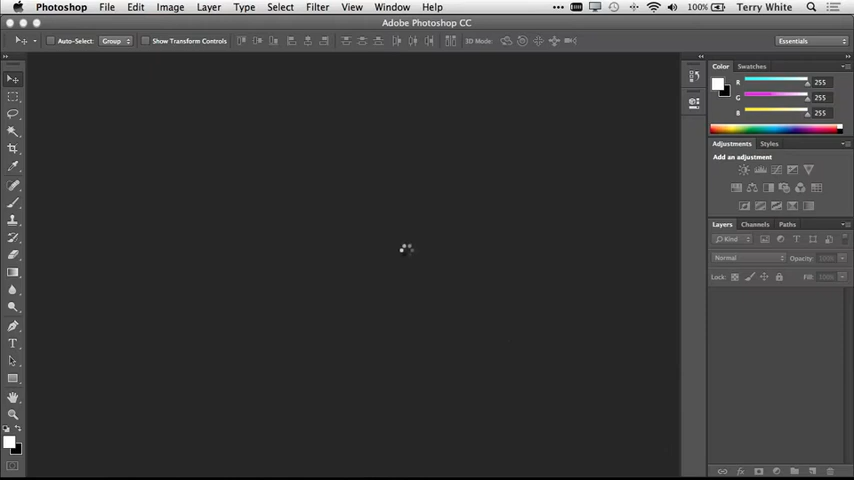 Photoshop File Edit Image Layer Type Select Filter View Window Help 100% Terry White
Adobe Photoshop CC
Auto-Select: Group Show Transform Controls 3D Mode: Essentials
Color Swatches
R 255
G 255
B 255
Adjustments Styles
Add an adjustment
Layers Channels Paths
Kind
Normal Opacity: 100%
Lock: Fill: 100%